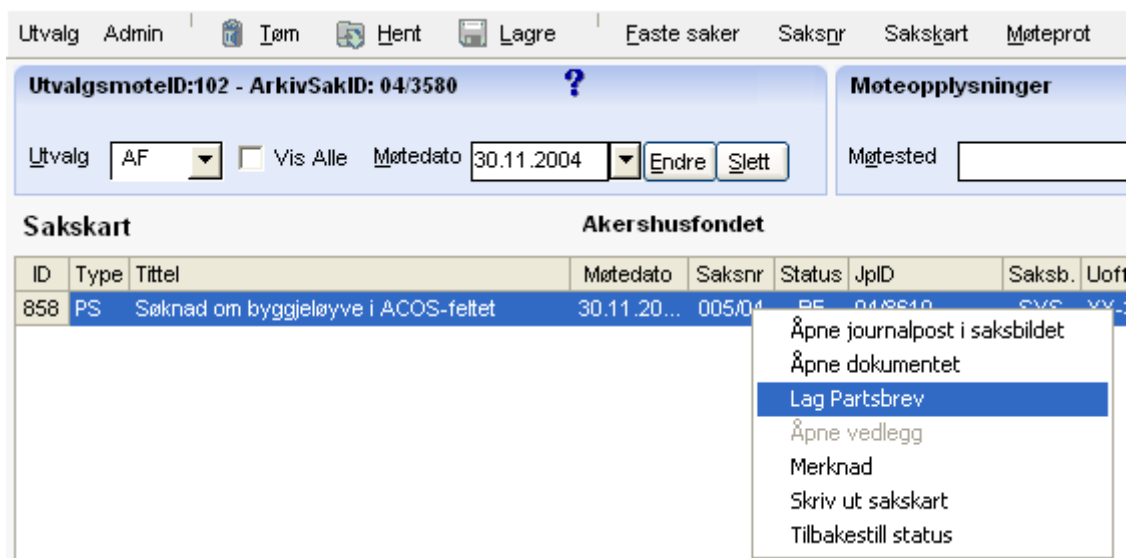 Utvalg Admin Tøm Hent Lagre Faste saker Saksnr Sakskart Møteprot
UtvalgsmøteID:102 - ArkivSakID: 04/3580 ? Møteopplysninger
Utvalg AF Vis Alle Møtedato 30.11.2004 Endre Slett Møtested
Sakskart Akershusfondet
ID Type Tittel Møtedato Saksnr Status JpID Saksb. Uoff
858 PS Søknad om byggjeløyve i ACOS-feltet 30.11.20... 005/04
Åpne journalpost i saksbildet
Åpne dokumentet
Lag Partsbrev
Åpne vedlegg
Merknad
Skriv ut sakskart
Tilbakestill status